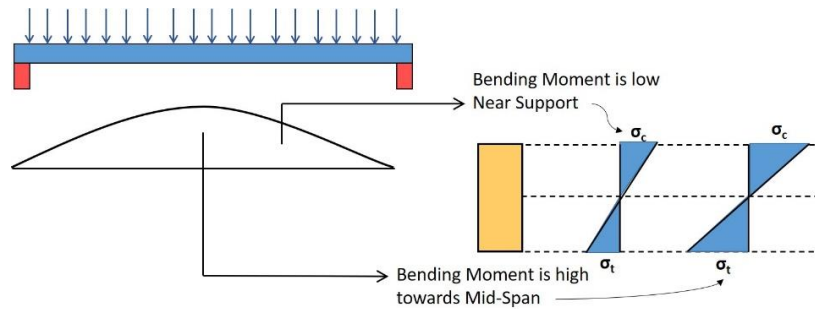 Bending Moment is low
Near Support
σc
σc
σt
σt
Bending Moment is high
towards Mid-Span